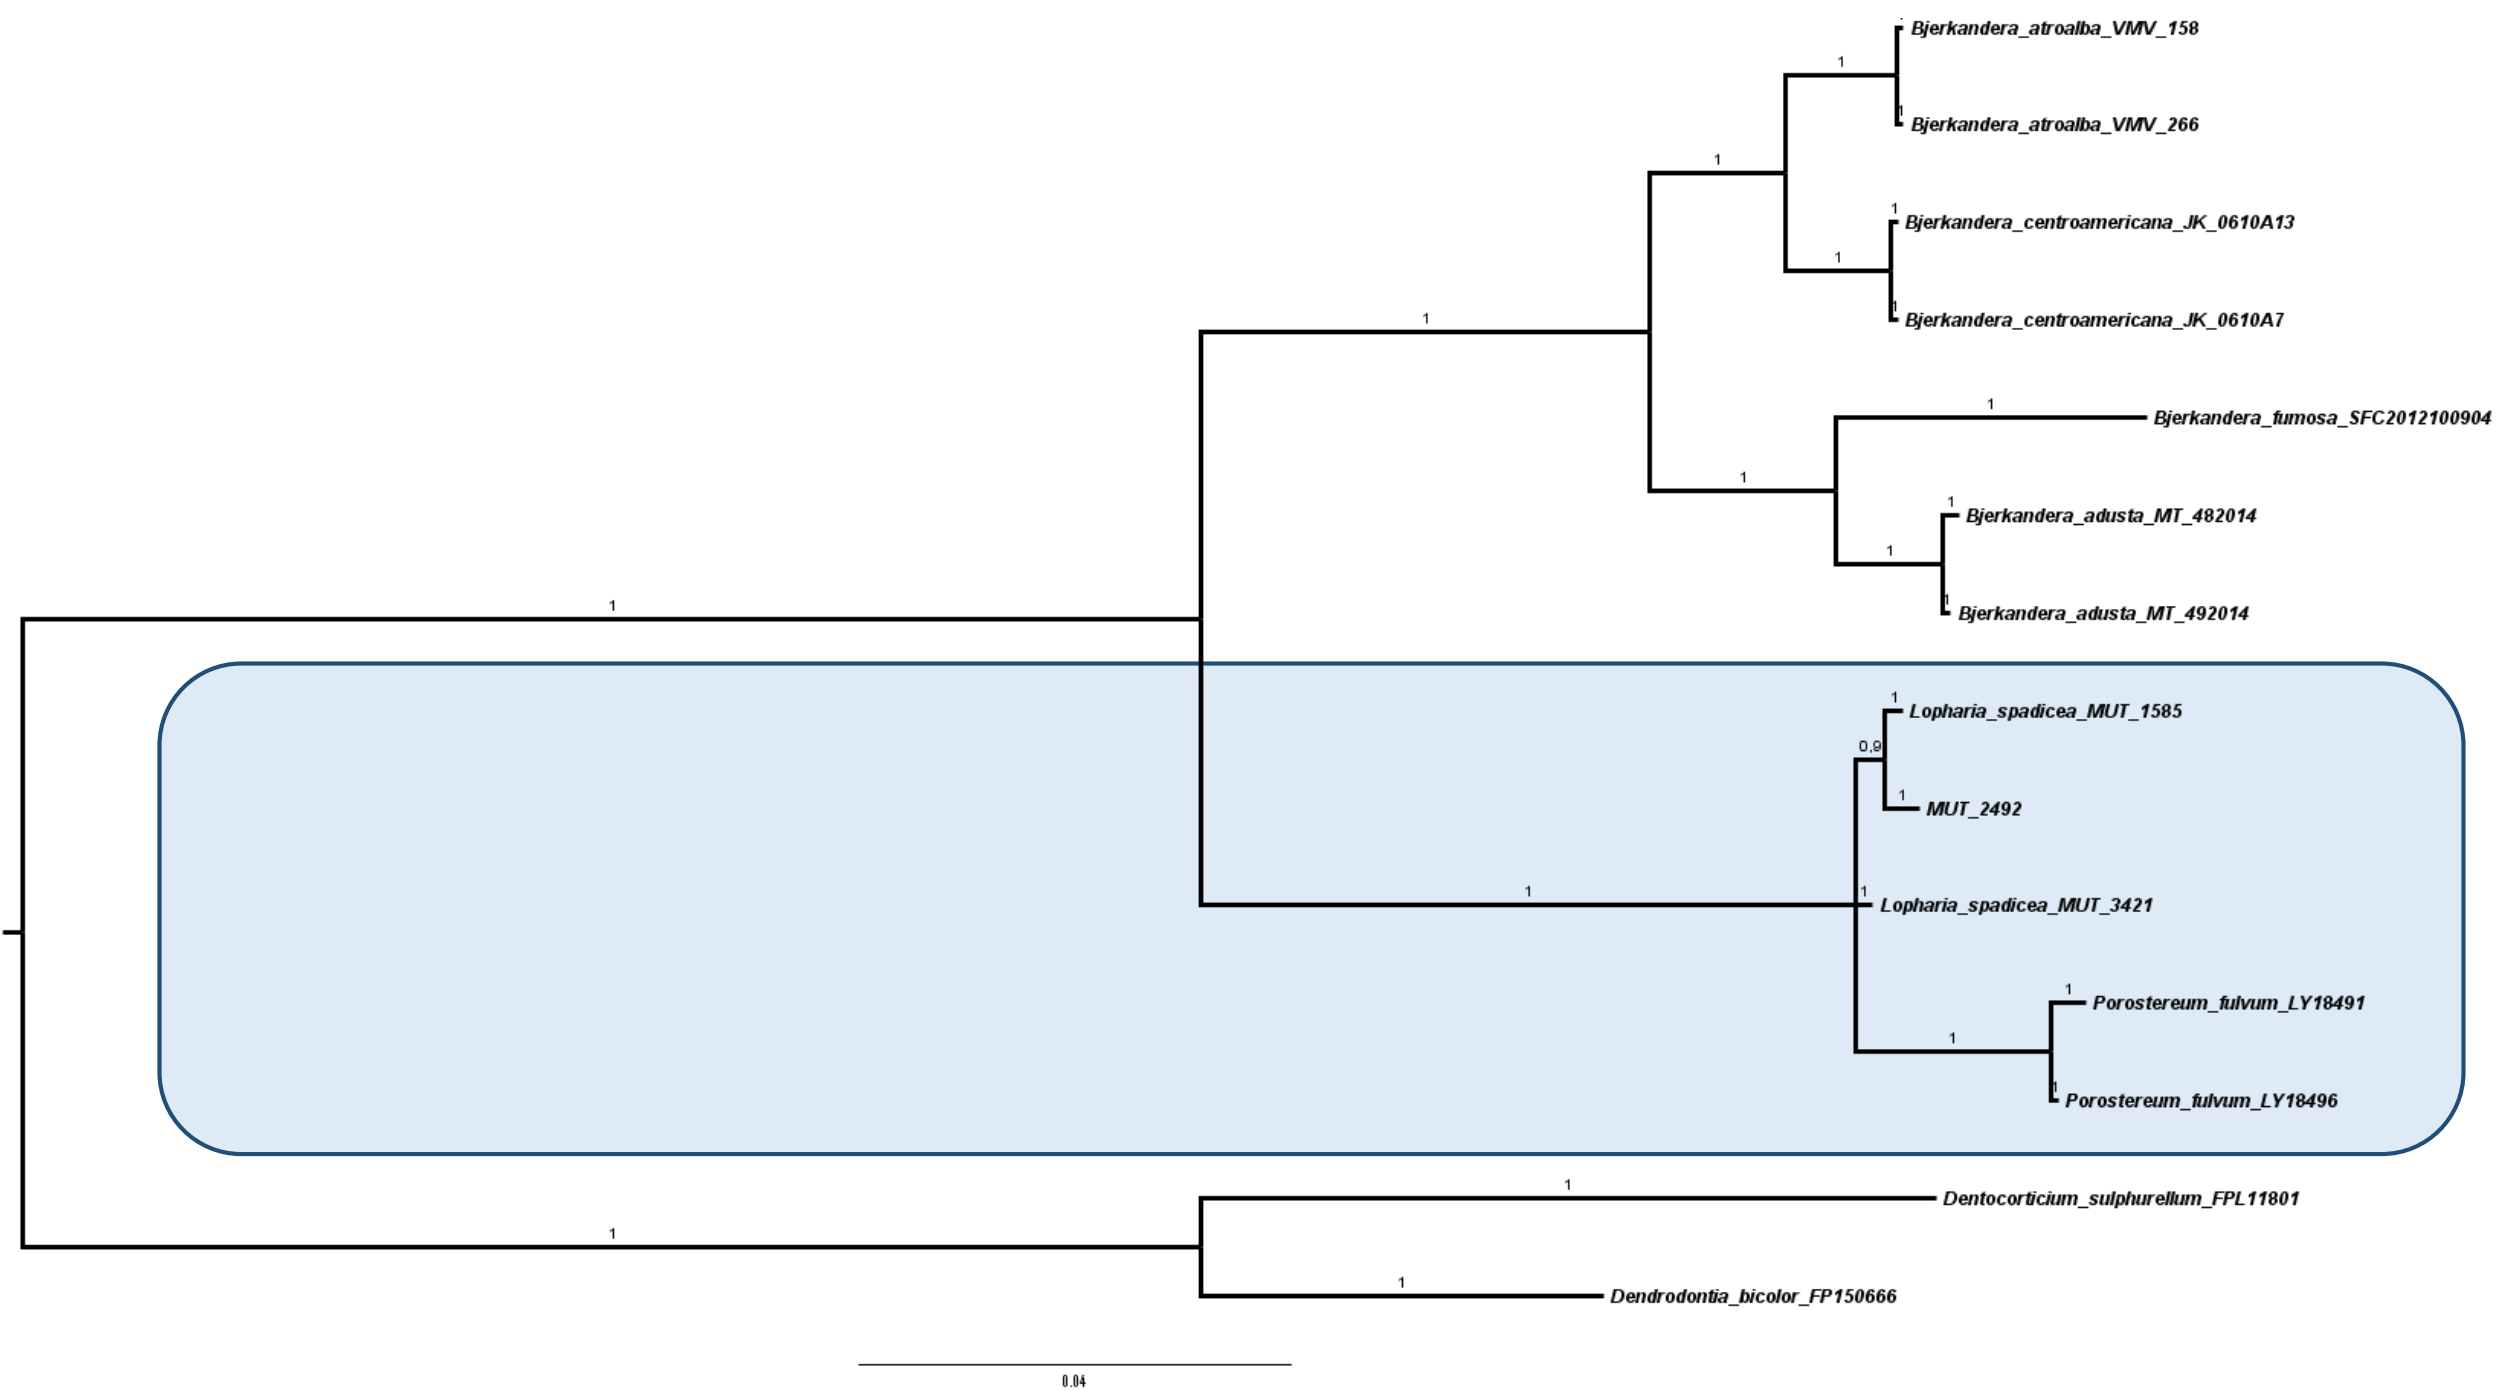 Bjerkandera_atroalba_VMV_158
1
1
Bjerkandera_atroalba_VMV_266
1
1
Bjerkandera_centroamericana_JK_0610A13
1
1
Bjerkandera_centroamericana_JK_0610A7
1
1
Bjerkandera_fumosa_SFC2012100904
1
1
Bjerkandera_adusta_MT_482014
1
1
Bjerkandera_adusta_MT_492014
1
1
Lopharia_spadicea_MUT_1585
0,9
1
MUT_2492
1
1
Lopharia_spadicea_MUT_3421
1
Porostereum_fulvum_LY18491
1
1
Porostereum_fulvum_LY18496
1
Dentocorticium_sulphurellum_FPL11801
1
1
Dendrodontia_bicolor_FP150666
0.04